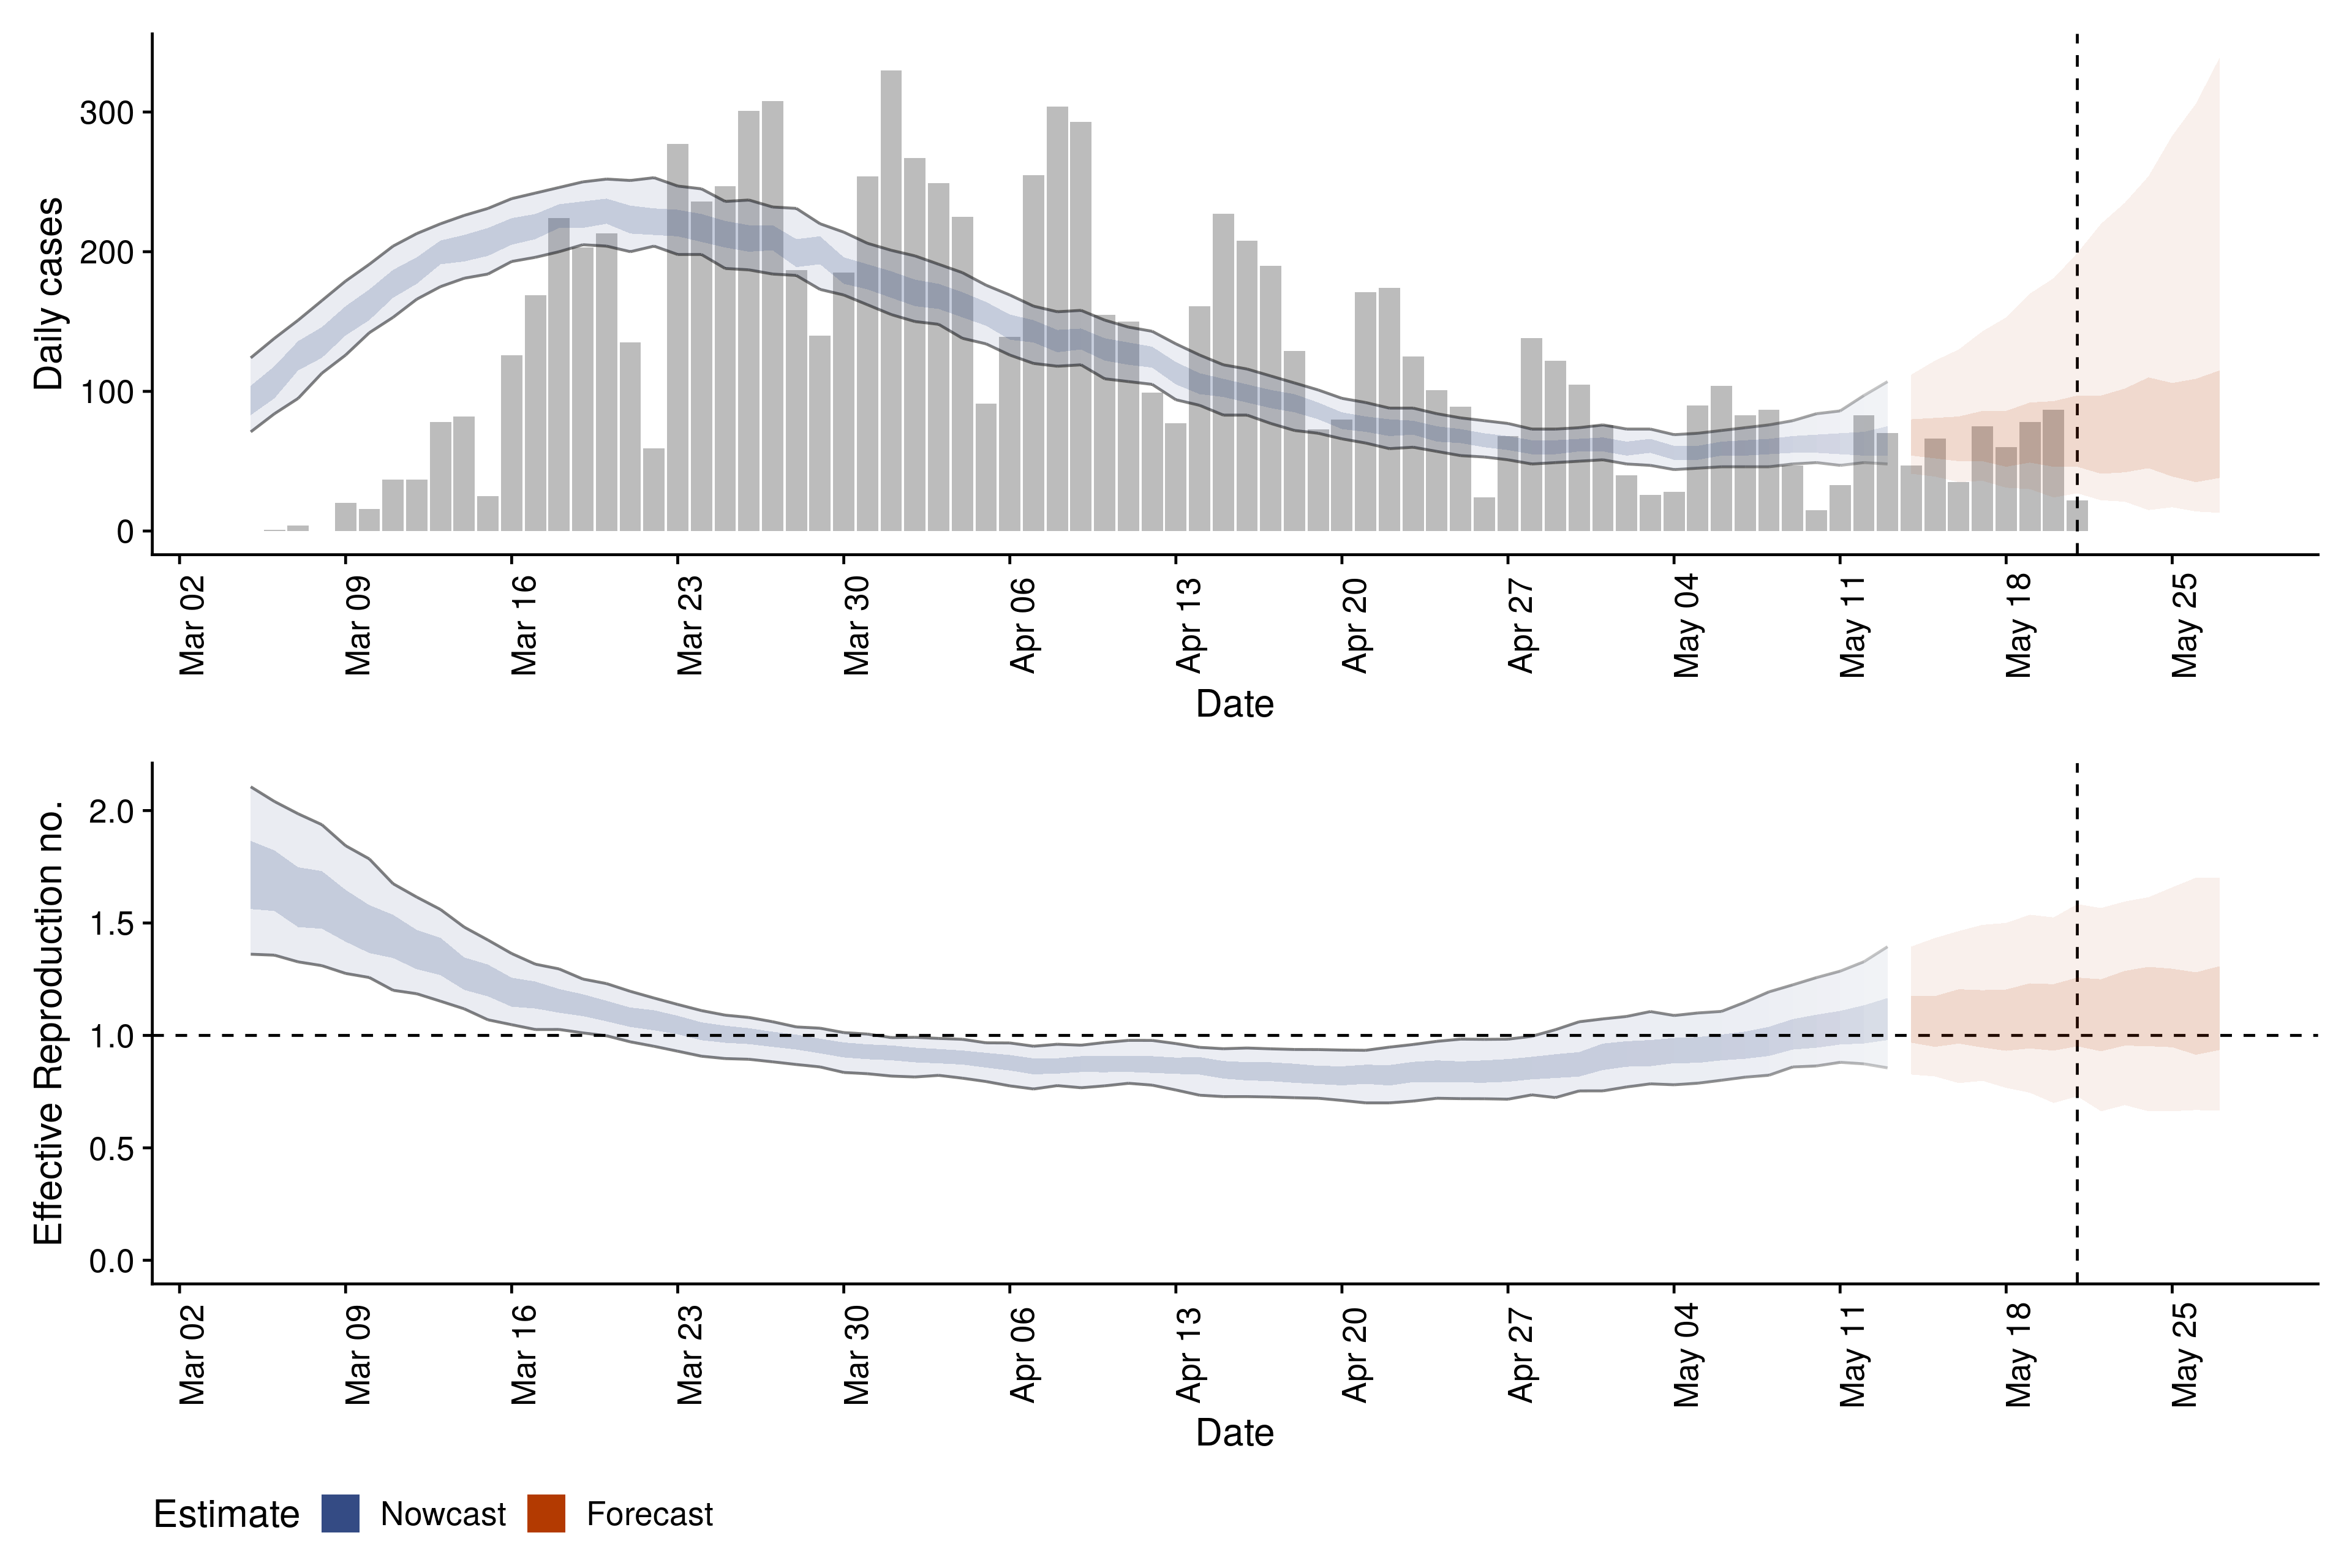 Daily cases
300
200
100
0
Mar 02
Mar 09
Mar 16
Mar 23
Mar 30
Apr 06
Apr 13
Apr 20
Apr 27
May 04
May 11
May 18
May 25
Date
Effective Reproduction no.
2.0
1.5
1.0
0.5
0.0
Mar 02
Mar 09
Mar 16
Mar 23
Mar 30
Apr 06
Apr 13
Apr 20
Apr 27
May 04
May 11
May 18
May 25
Date
Estimate Nowcast Forecast